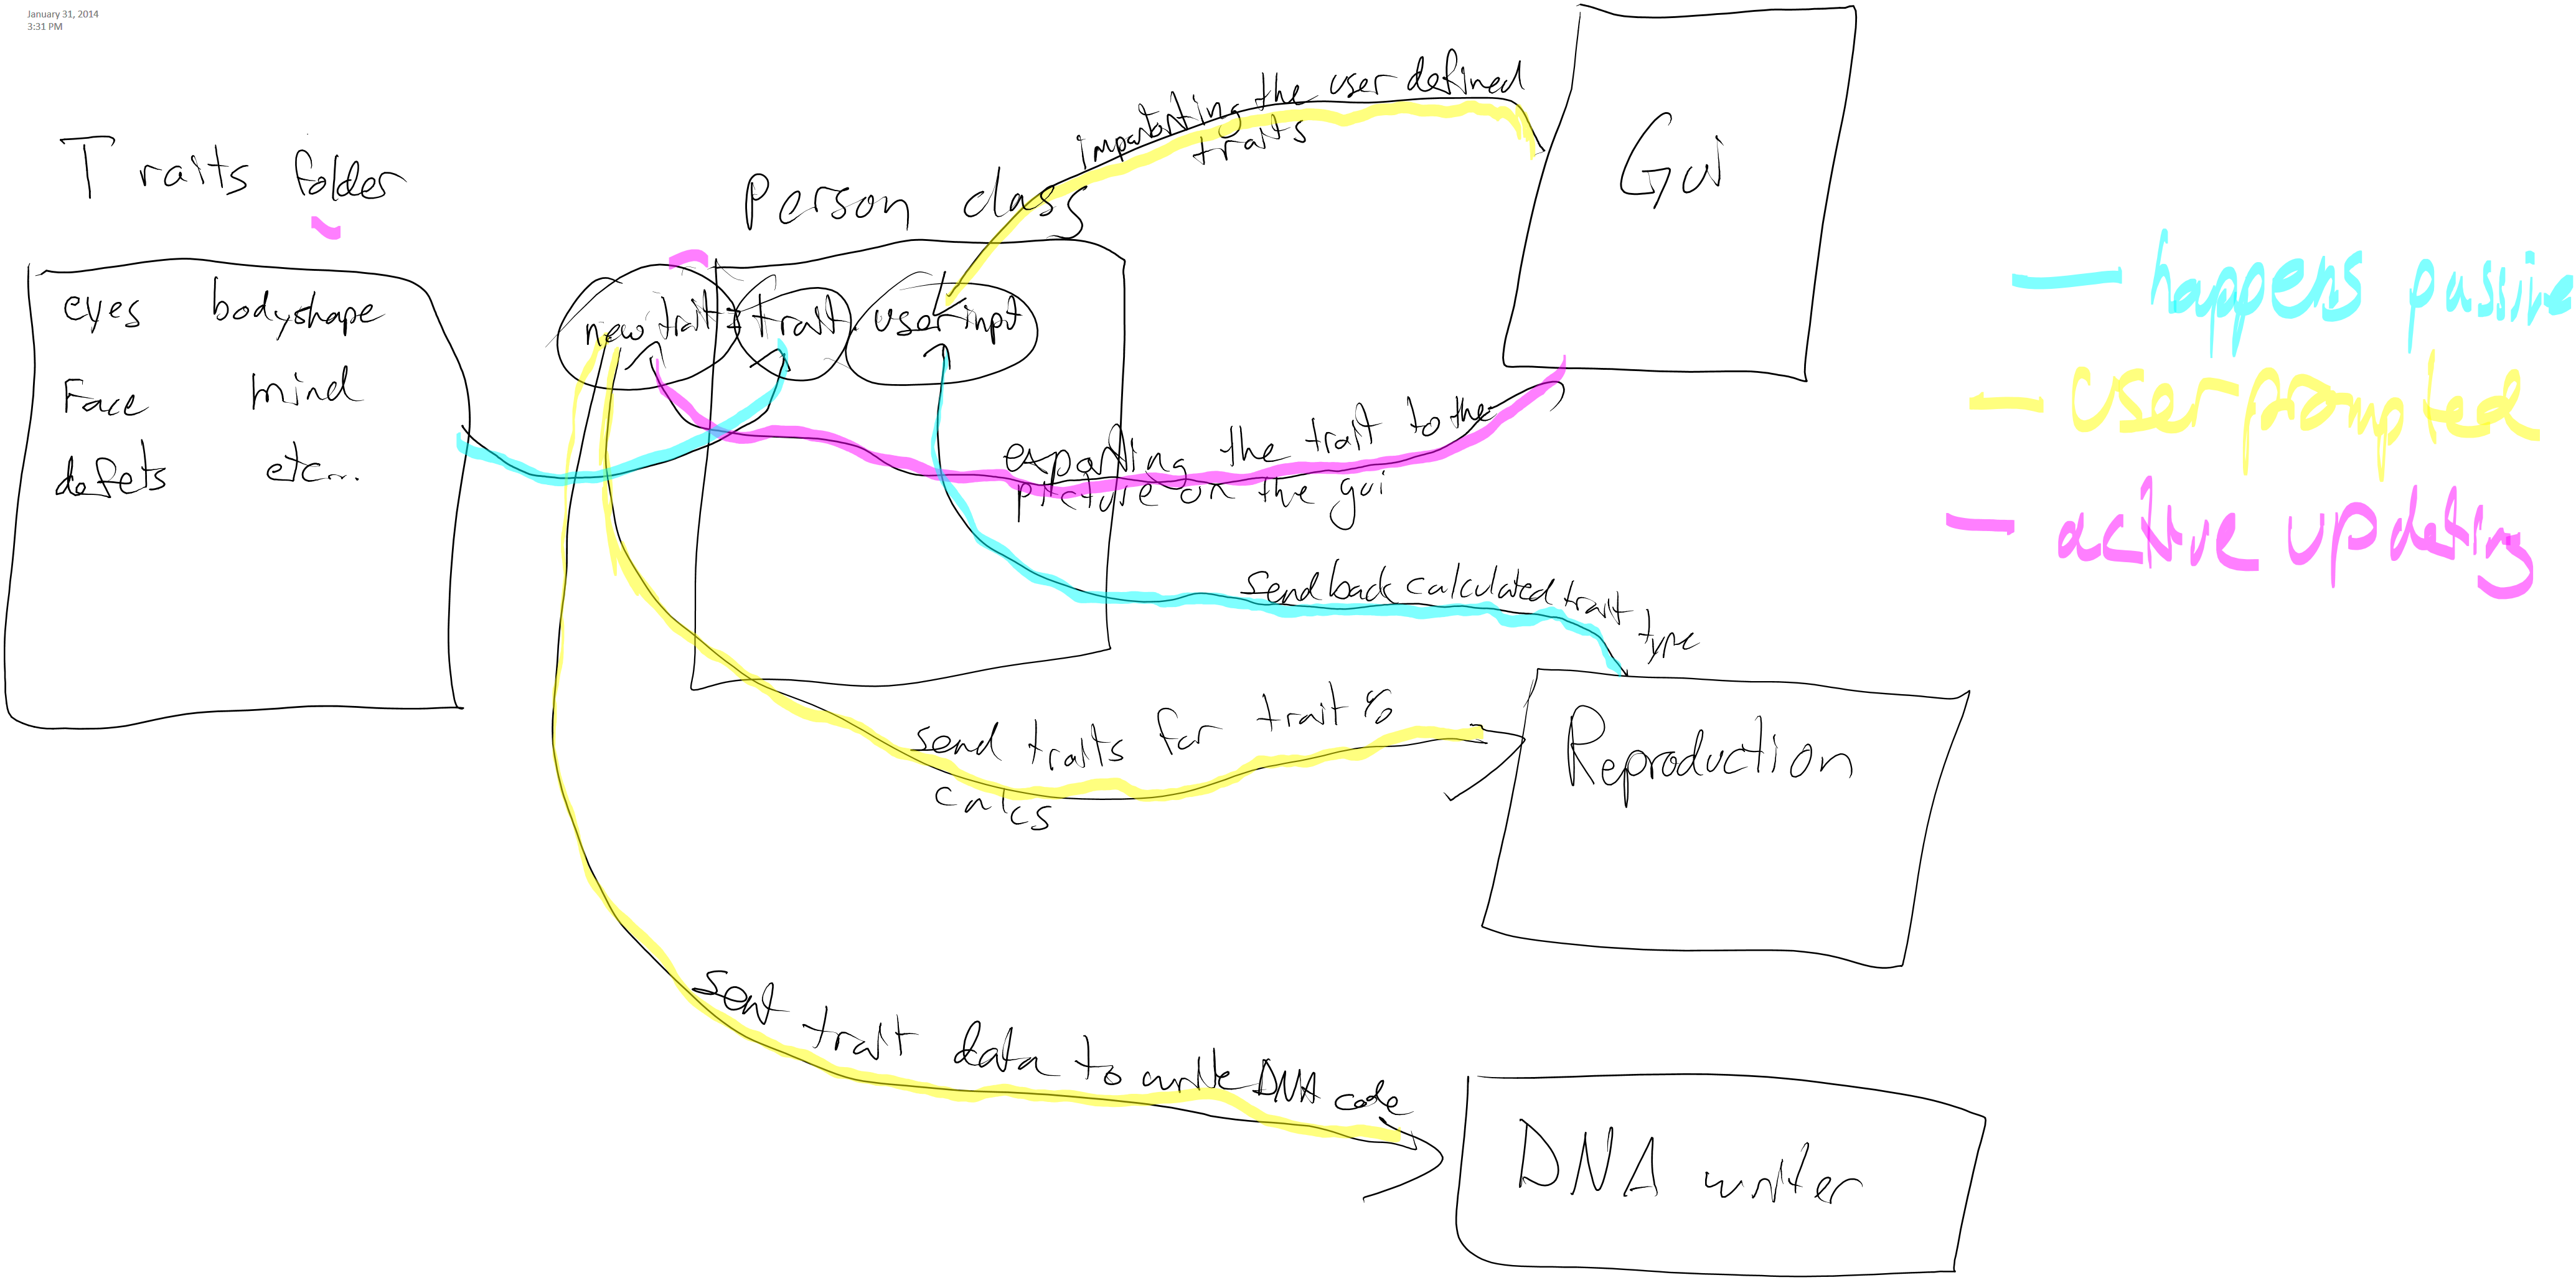 January 31, 2014
3:31 PM
Traits folder
eyes bodyshape
Face mind
defets etc...
Person class
new trait = trait.userinput
importing the user defined
traits
Gui
exporting the trait to the
picture on the gui
send back calculated trait
type
send traits for trait %
calcs
Reproduction
sent trait data to write DNA code
DNA writer
— happens passive
— User prompted
— active updating